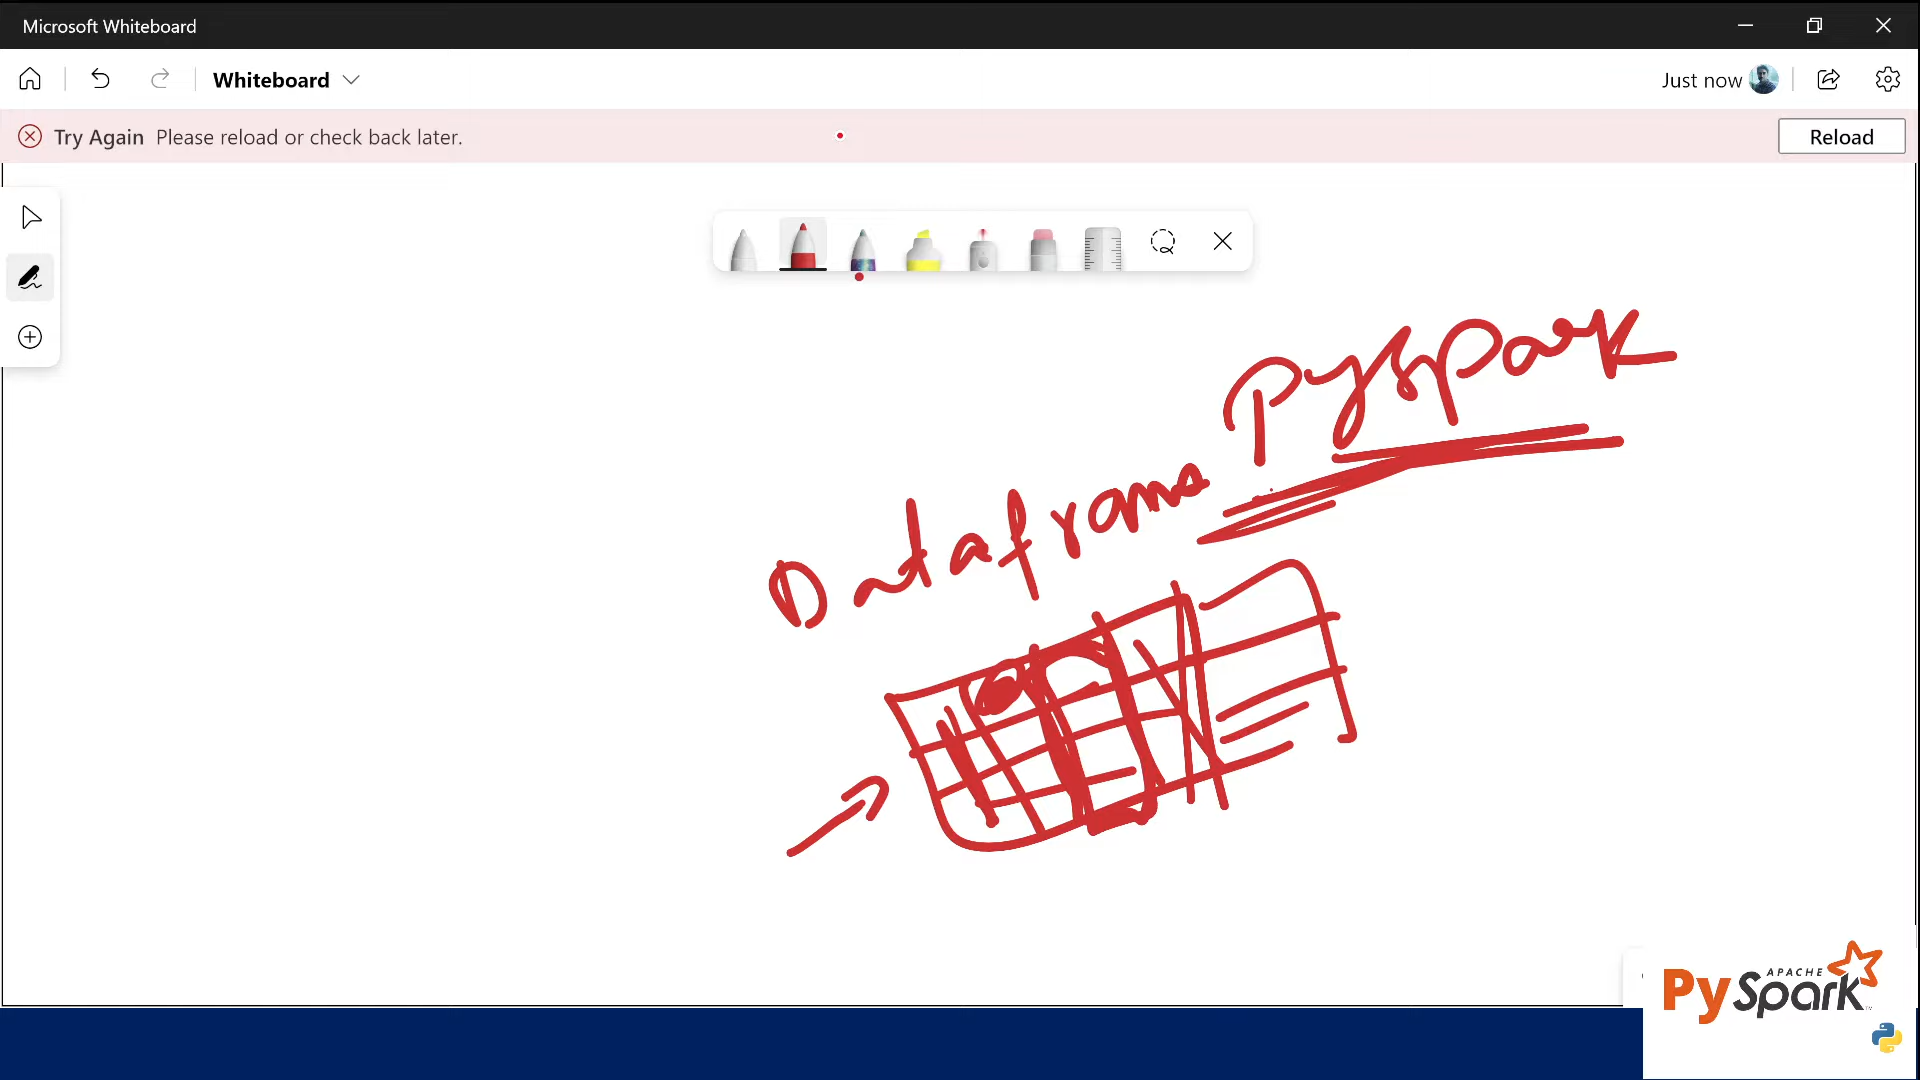 Microsoft Whiteboard
Whiteboard
Just now
Try Again Please reload or check back later.
Reload
PySpark
Dataframe
APACHE
PySpark